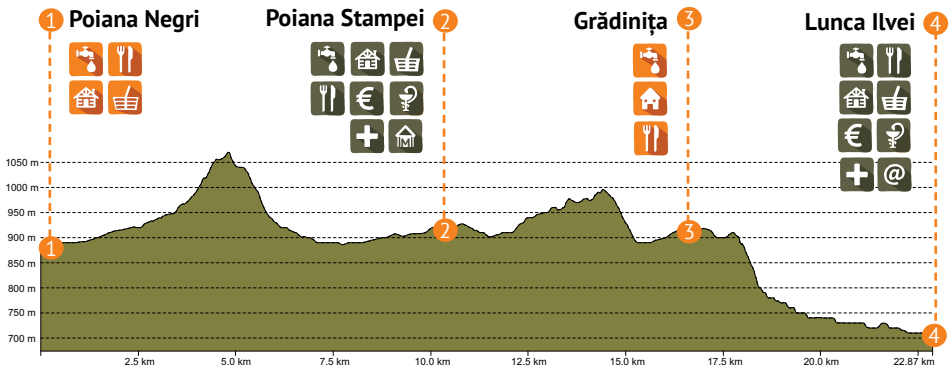 1 Poiana Negri
Poiana Stampei 2
Grădinița 3
Lunca Ilvei 4
€
€
@
1050 m
1000 m
950 m
900 m
850 m
800 m
750 m
700 m
1
2
3
4
2.5 km
5.0 km
7.5 km
10.0 km
12.5 km
15.0 km
17.5 km
20.0 km
22.87 km